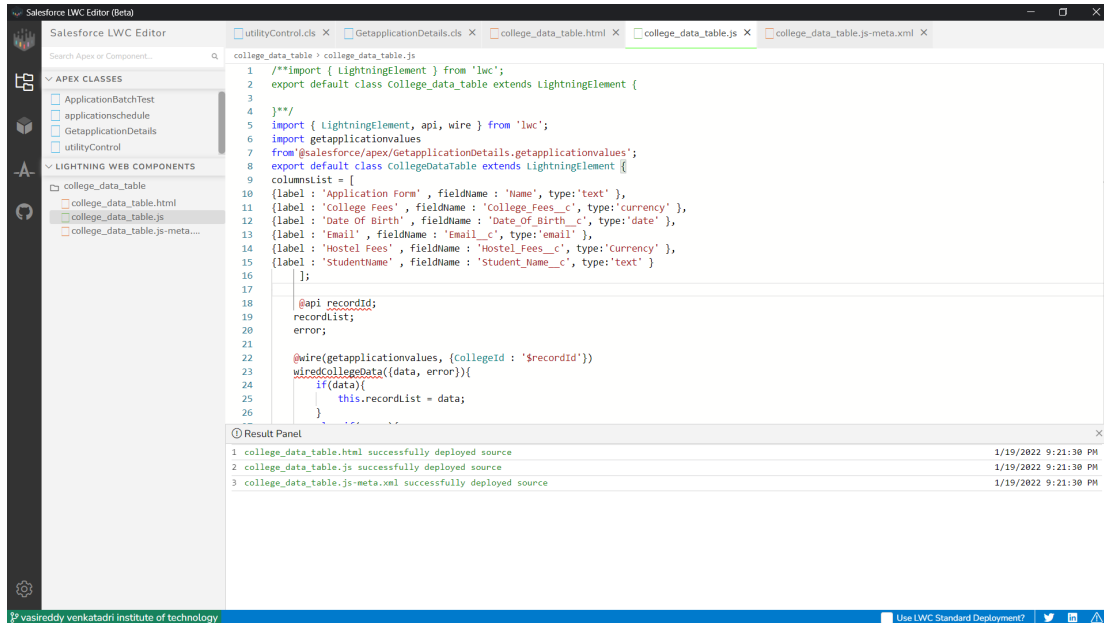 Salesforce LWC Editor (Beta)
Salesforce LWC Editor
utilityControl.cls
GetapplicationDetails.cls
college_data_table.html
college_data_table.js
college_data_table.js-meta.xml
Search Apex or Component...
college_data_table > college_data_table.js
APEX CLASSES
ApplicationBatchTest
applicationschedule
GetapplicationDetails
utilityControl
LIGHTNING WEB COMPONENTS
college_data_table
college_data_table.html
college_data_table.js
college_data_table.js-meta....
1 /**import { LightningElement } from 'lwc';
2 export default class College_data_table extends LightningElement {
3
4 }**/
5 import { LightningElement, api, wire } from 'lwc';
6 import getapplicationvalues
7 from'@salesforce/apex/GetapplicationDetails.getapplicationvalues';
8 export default class CollegeDataTable extends LightningElement {
9 columnsList = [
10 {label : 'Application Form' , fieldName : 'Name', type:'text' },
11 {label : 'College Fees' , fieldName : 'College_Fees__c', type:'currency' },
12 {label : 'Date Of Birth' , fieldName : 'Date_Of_Birth__c', type:'date' },
13 {label : 'Email' , fieldName : 'Email__c', type:'email' },
14 {label : 'Hostel Fees' , fieldName : 'Hostel_Fees__c', type:'Currency' },
15 {label : 'StudentName' , fieldName : 'Student_Name__c', type:'text' }
16 ];
17
18 @api recordId;
19 recordList;
20 error;
21
22 @wire(getapplicationvalues, {CollegeId : '$recordId'})
23 wiredCollegeData({data, error}){
24 if(data){
25 this.recordList = data;
26 }
Result Panel
1 college_data_table.html successfully deployed source 1/19/2022 9:21:30 PM
2 college_data_table.js successfully deployed source 1/19/2022 9:21:30 PM
3 college_data_table.js-meta.xml successfully deployed source 1/19/2022 9:21:30 PM
vasireddy venkatadri institute of technology
Use LWC Standard Deployment?